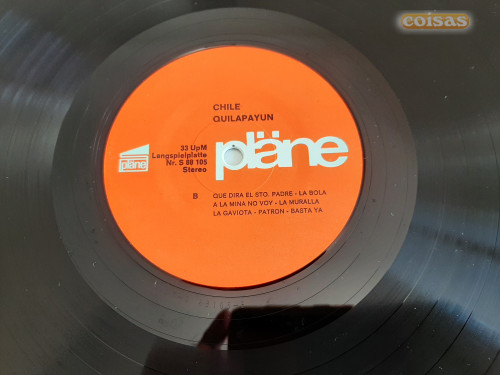 coisas
CHILE
QUILAPAYUN
33 UpM
Langspielplatte
Nr. S 88 105
Stereo
pläne
pläne
B
QUE DIRA EL STO. PADRE - LA BOLA
A LA MINA NO VOY - LA MURALLA
LA GAVIOTA - PATRON - BASTA YA